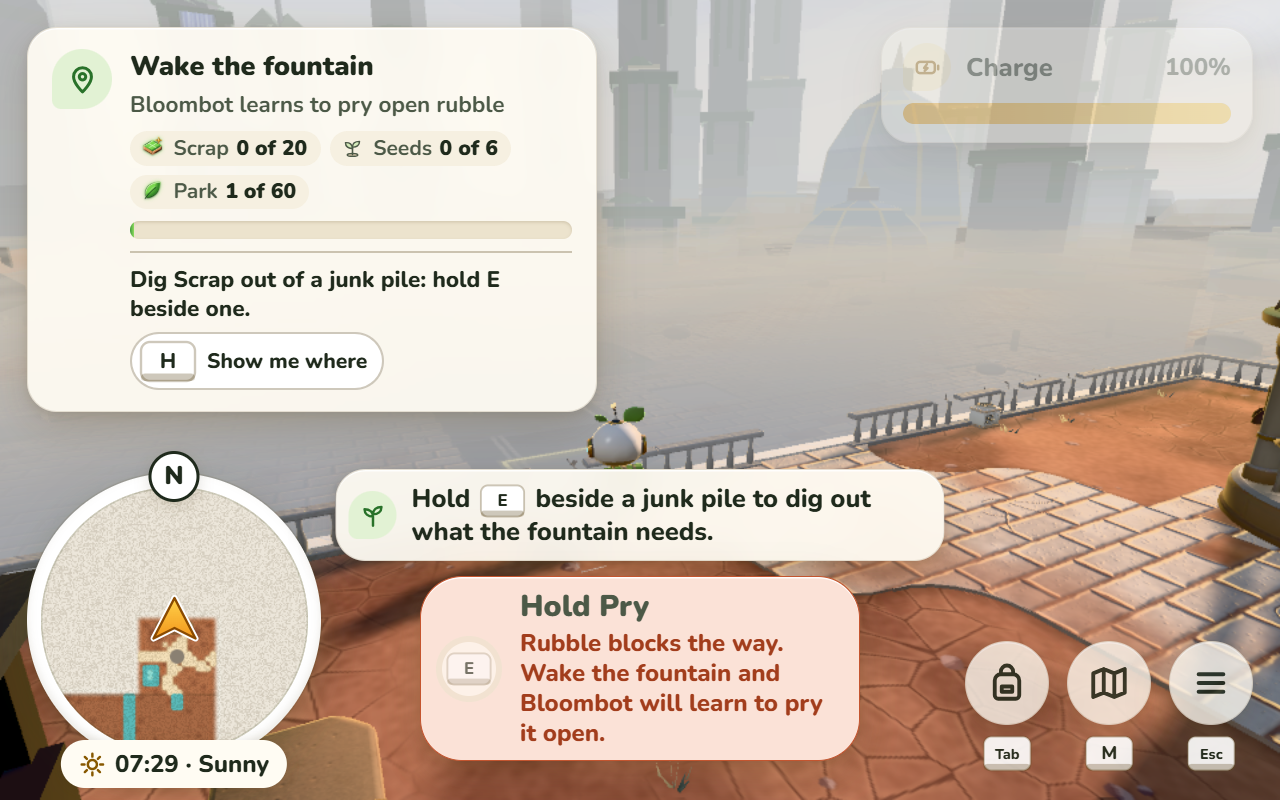 Wake the fountain
Bloombot learns to pry open rubble
Scrap 0 of 20 Seeds 0 of 6
Park 1 of 60
Dig Scrap out of a junk pile: hold E
beside one.
H Show me where
Charge 100%
N
Hold E beside a junk pile to dig out
what the fountain needs.
Hold Pry
E
Rubble blocks the way.
Wake the fountain and
Bloombot will learn to pry
it open.
07:29 · Sunny
Tab M Esc